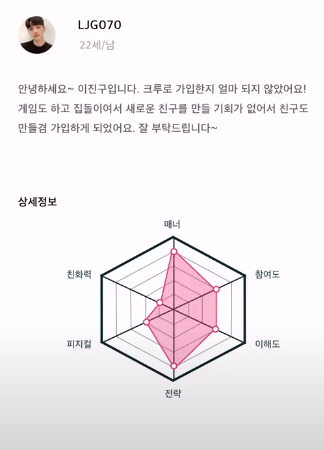 LJG070
22세/남
안녕하세요~ 이진구입니다. 크루로 가입한지 얼마 되지 않았어요!
게임도 하고 집돌이여서 새로운 친구를 만들 기회가 없어서 친구도
만들겸 가입하게 되었어요. 잘 부탁드립니다~
상세정보
매너
친화력
참여도
피지컬
이해도
전략